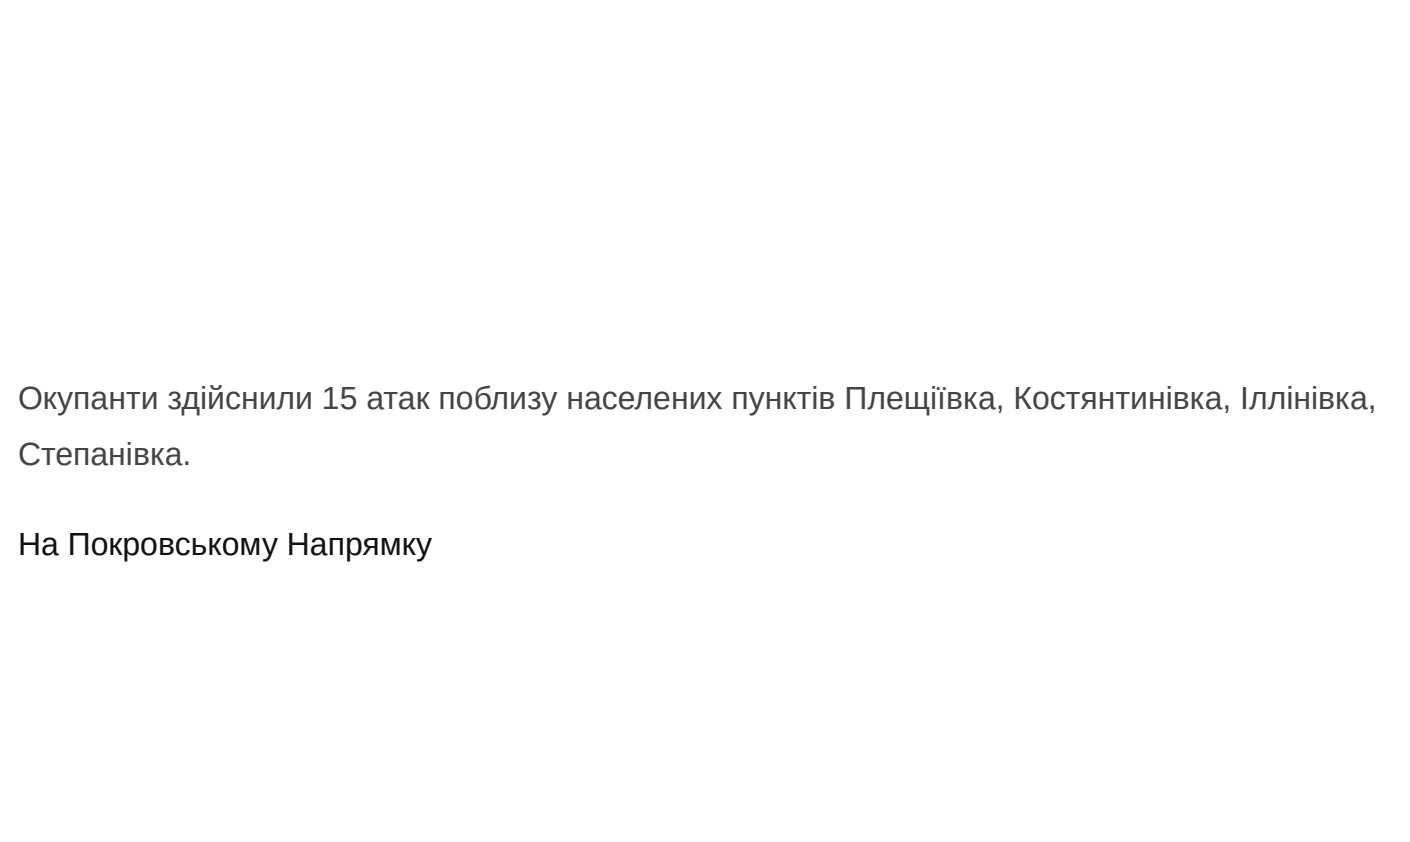 Окупанти здійснили 15 атак поблизу населених пунктів Плещіївка, Костянтинівка, Іллінівка,
Степанівка.
На Покровському Напрямку